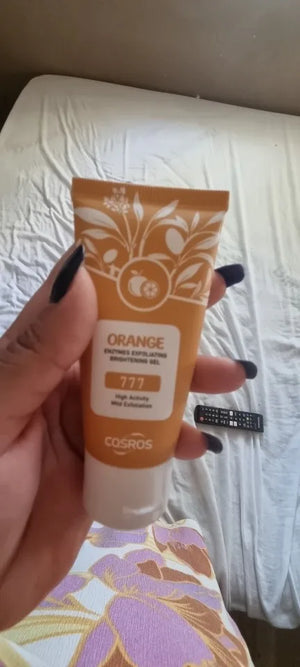 ORANGE
ENZYMES EXFOLIATING
BRIGHTENING GEL
777
High Activity
Mild Exfoliation
COSROS